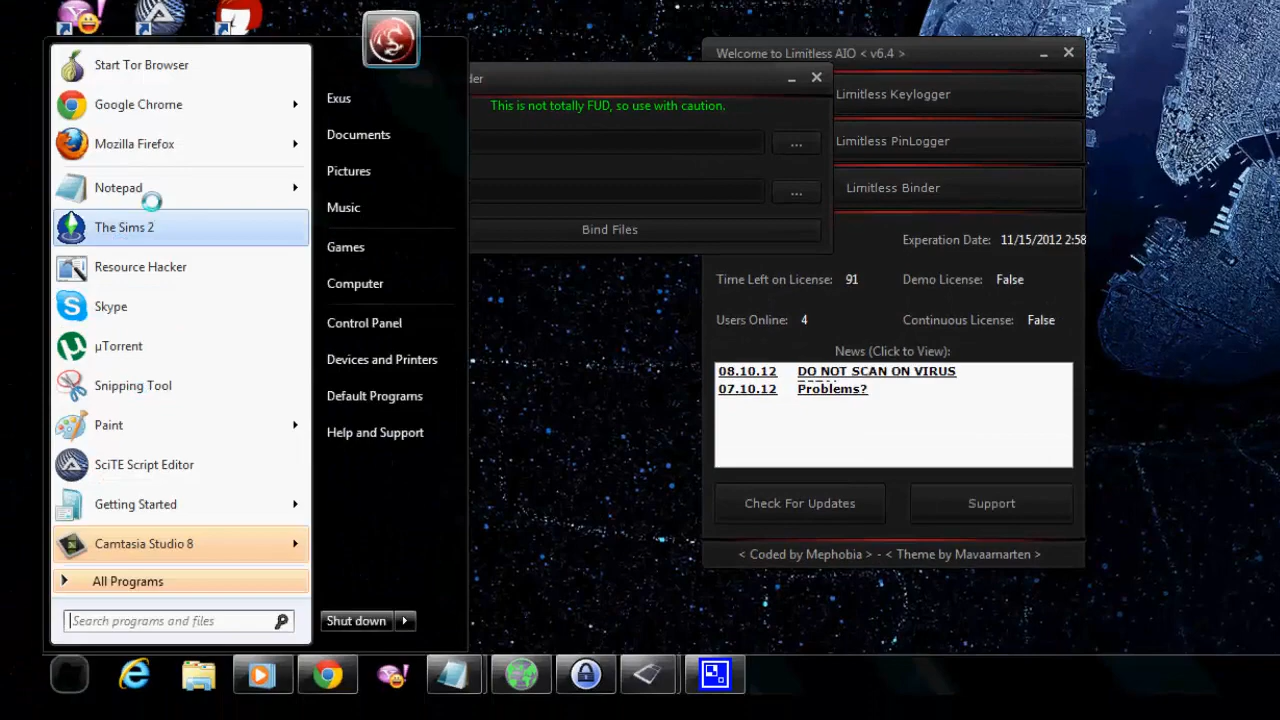 Start Tor Browser
Google Chrome
Mozilla Firefox
Notepad
The Sims 2
Resource Hacker
Skype
µTorrent
Snipping Tool
Paint
SciTE Script Editor
Getting Started
Camtasia Studio 8
All Programs
Search programs and files
Exus
Documents
Pictures
Music
Games
Computer
Control Panel
Devices and Printers
Default Programs
Help and Support
Shut down
der
This is not totally FUD, so use with caution.
...
...
Bind Files
Welcome to Limitless AIO < v6.4 >
Limitless Keylogger
Limitless PinLogger
Limitless Binder
Experation Date: 11/15/2012 2:58
Time Left on License: 91 Demo License: False
Users Online: 4 Continuous License: False
News (Click to View):
08.10.12 DO NOT SCAN ON VIRUS
07.10.12 Problems?
Check For Updates Support
< Coded by Mephobia > - < Theme by Mavaamarten >